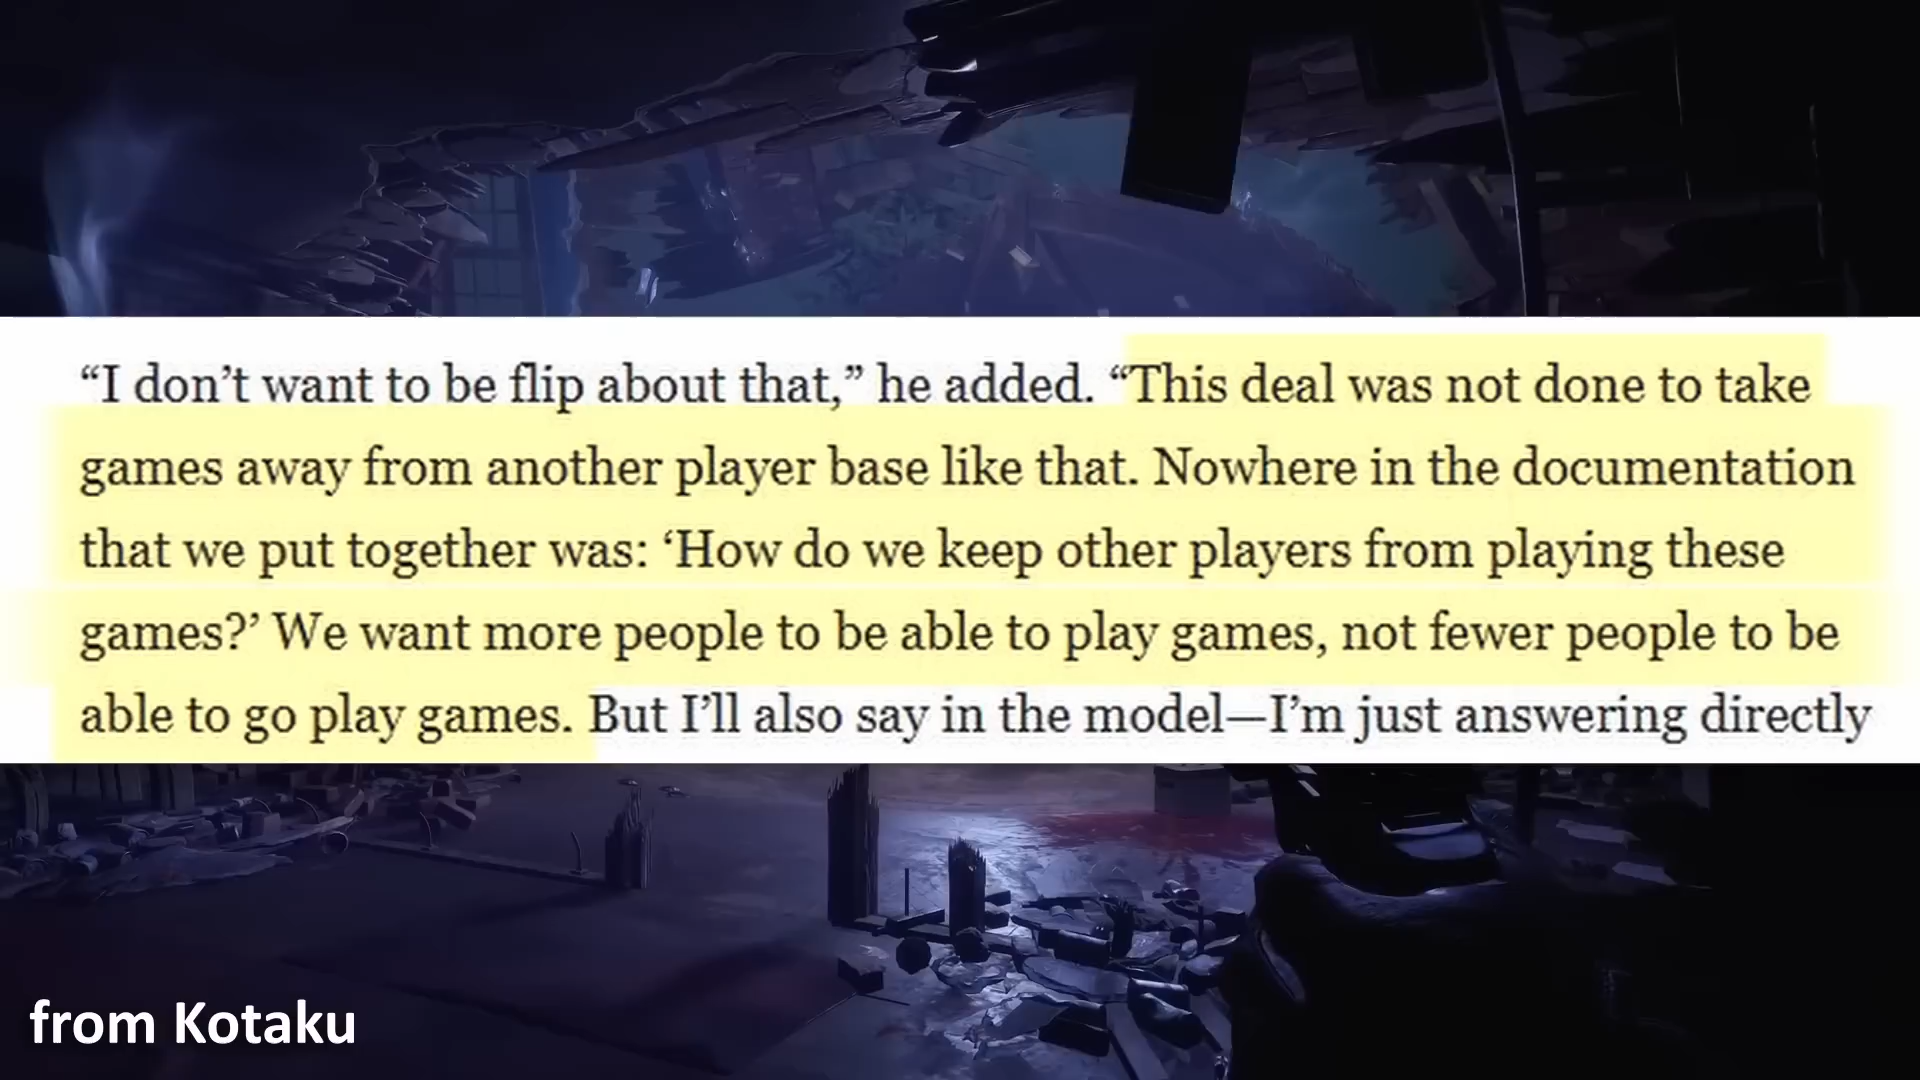 “I don’t want to be flip about that,” he added. “This deal was not done to take
games away from another player base like that. Nowhere in the documentation
that we put together was: ‘How do we keep other players from playing these
games?’ We want more people to be able to play games, not fewer people to be
able to go play games. But I’ll also say in the model—I’m just answering directly
from Kotaku